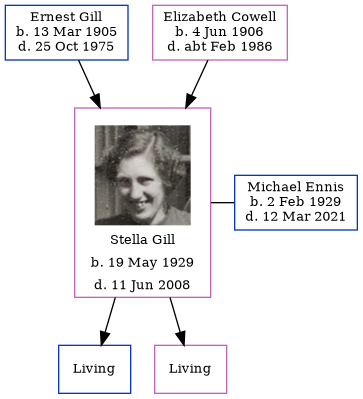 Ernest Gill
b. 13 Mar 1905
d. 25 Oct 1975
Elizabeth Cowell
b. 4 Jun 1906
d. abt Feb 1986
Stella Gill
b. 19 May 1929
d. 11 Jun 2008
Michael Ennis
b. 2 Feb 1929
d. 12 Mar 2021
Living
Living